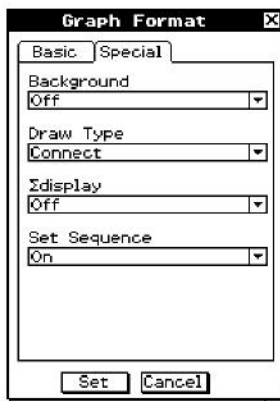 Graph Format
Basic Special
Background
Off
Draw Type
Connect
Σdisplay
Off
Set Sequence
On
Set Cancel